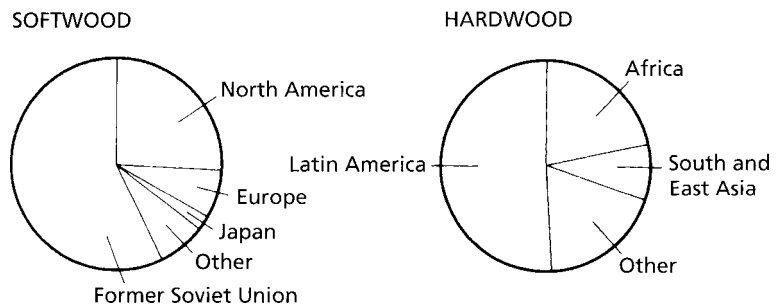 SOFTWOOD
North America
Europe
Japan
Other
Former Soviet Union
HARDWOOD
Africa
Latin America
South and
East Asia
Other